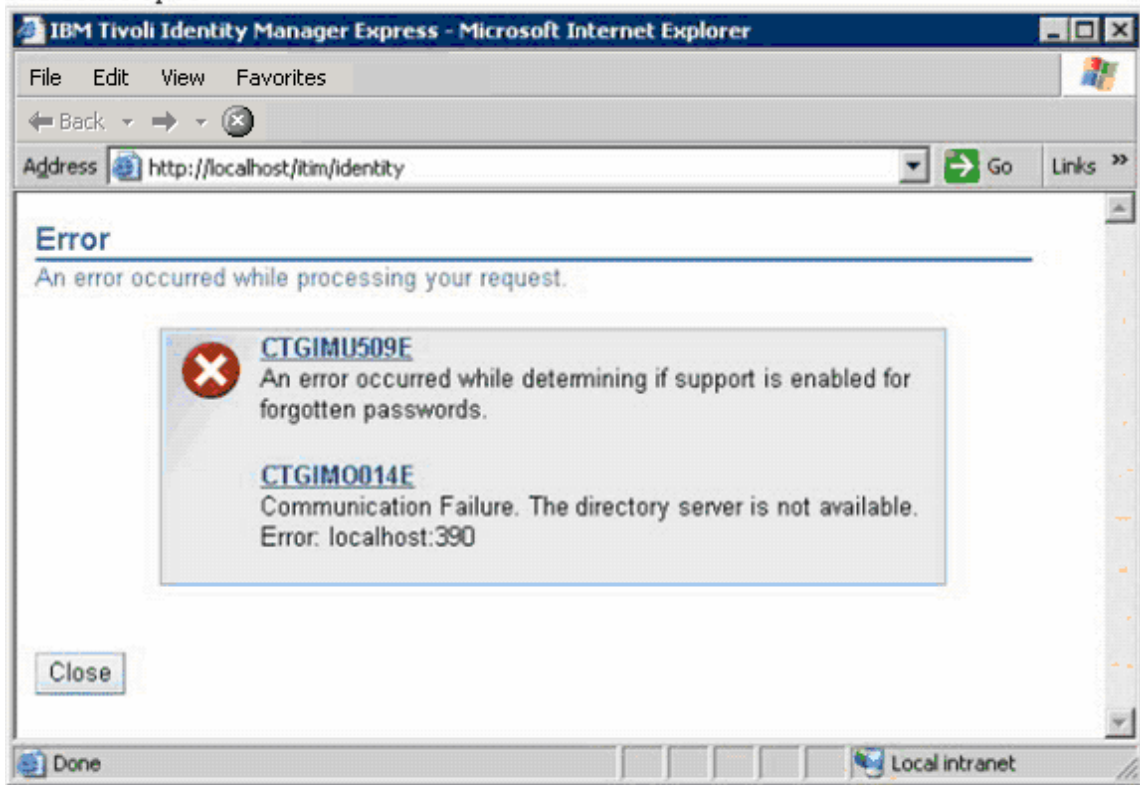 IBM Tivoli Identity Manager Express - Microsoft Internet Explorer
File Edit View Favorites
Back
Address http://localhost/itim/identity Go Links »
Error
An error occurred while processing your request.
CTGIMU509E
An error occurred while determining if support is enabled for
forgotten passwords.
CTGIMO014E
Communication Failure. The directory server is not available.
Error: localhost:390
Close
Done Local intranet